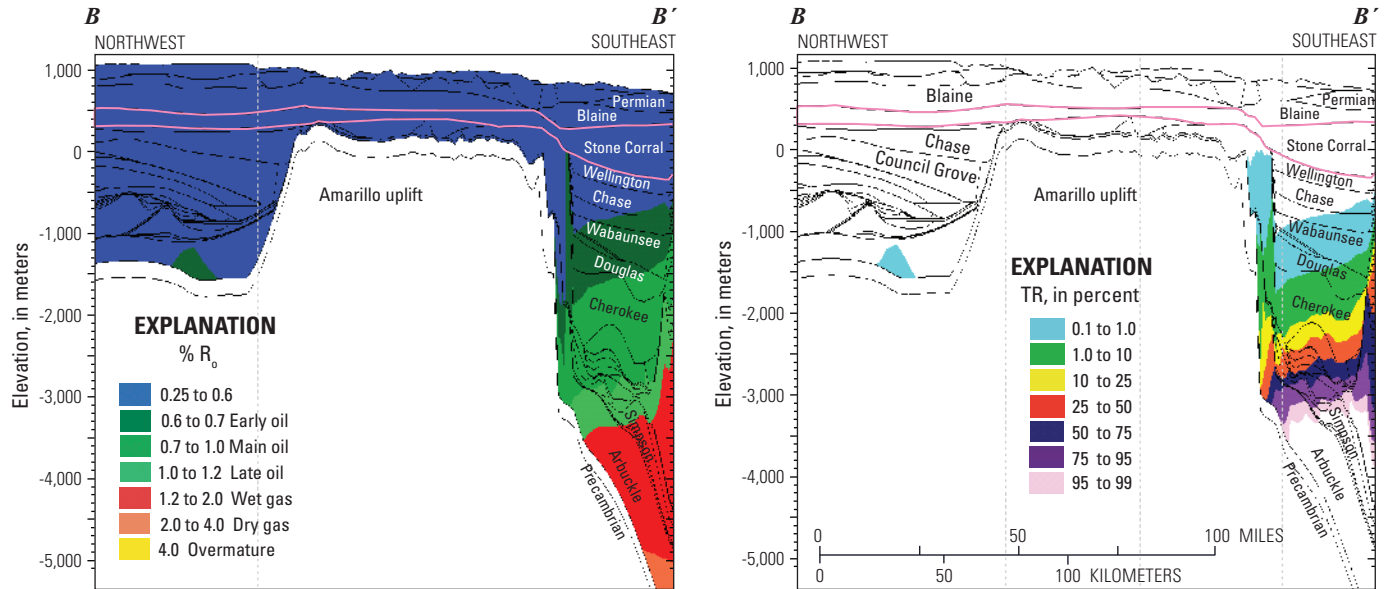 B B′
NORTHWEST SOUTHEAST
1,000
0
-1,000
-2,000
-3,000
-4,000
-5,000
Elevation, in meters
Permian
Blaine
Stone Corral
Wellington
Chase
Wabaunsee
Douglas
Cherokee
Simpson
Arbuckle
Precambrian
Amarillo uplift
EXPLANATION
% Ro
0.25 to 0.6
0.6 to 0.7 Early oil
0.7 to 1.0 Main oil
1.0 to 1.2 Late oil
1.2 to 2.0 Wet gas
2.0 to 4.0 Dry gas
4.0 Overmature
B B′
NORTHWEST SOUTHEAST
1,000
0
-1,000
-2,000
-3,000
-4,000
-5,000
Elevation, in meters
Blaine
Chase
Council Grove
Amarillo uplift
Permian
Blaine
Stone Corral
Wellington
Chase
Wabaunsee
Douglas
Cherokee
Simpson
Arbuckle
Precambrian
EXPLANATION
TR, in percent
0.1 to 1.0
1.0 to 10
10 to 25
25 to 50
50 to 75
75 to 95
95 to 99
0 50 100 MILES
0 50 100 KILOMETERS